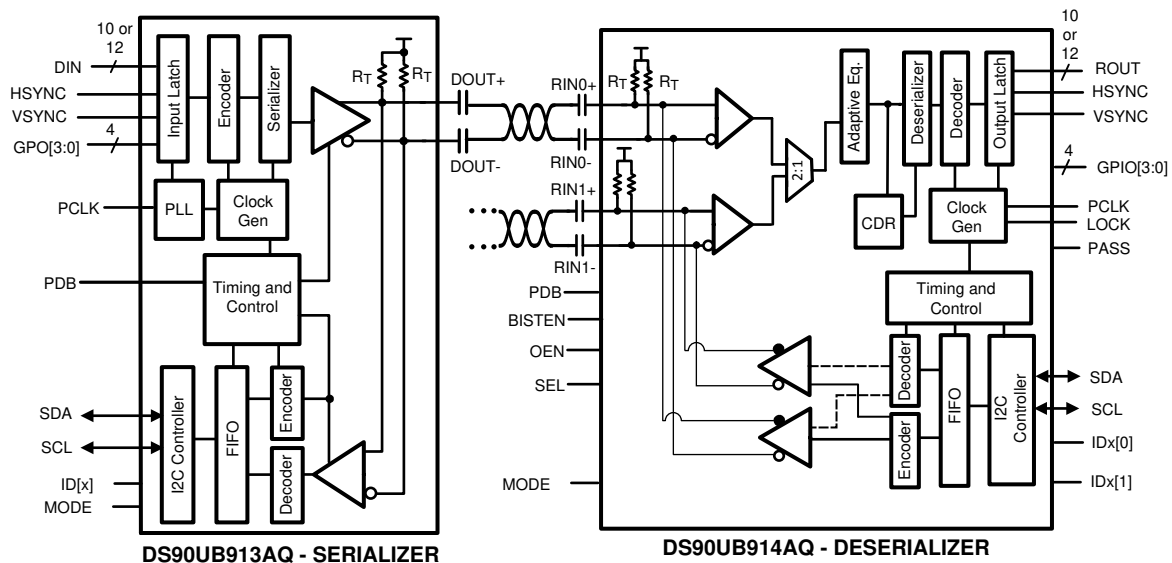 10 or
12
DIN
HSYNC
VSYNC
GPO[3:0]
4
PCLK
PDB
SDA
SCL
ID[x]
MODE
Input Latch
Encoder
Serializer
PLL
Clock
Gen
Timing and
Control
I2C Controller
FIFO
Encoder
Decoder
RT
RT
DOUT+
DOUT-
DS90UB913AQ - SERIALIZER
RIN0+
RIN0-
RIN1+
RIN1-
PDB
BISTEN
OEN
SEL
MODE
RT
RT
2:1
Adaptive Eq.
CDR
Deserializer
Decoder
Output Latch
Clock
Gen
Timing and
Control
Decoder
Encoder
FIFO
I2C
Controller
10
or
12
ROUT
HSYNC
VSYNC
4
GPIO[3:0]
PCLK
LOCK
PASS
SDA
SCL
IDx[0]
IDx[1]
DS90UB914AQ - DESERIALIZER